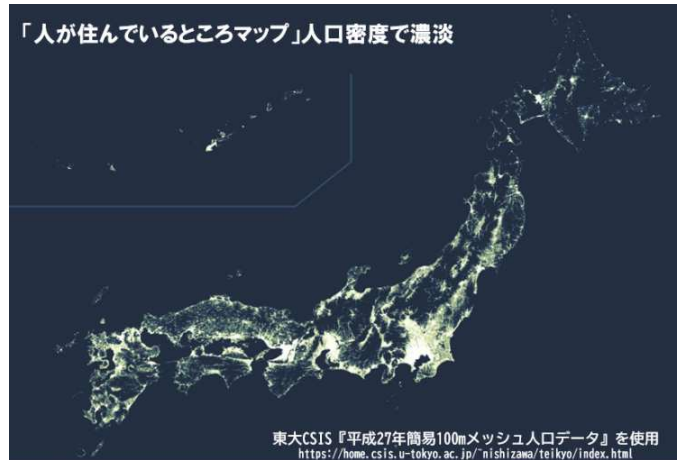 「人が住んでいるところマップ」人口密度で濃淡
東大CSIS『平成27年簡易100mメッシュ人口データ』を使用
https://home.csis.u-tokyo.ac.jp/~nishizawa/teikyo/index.html